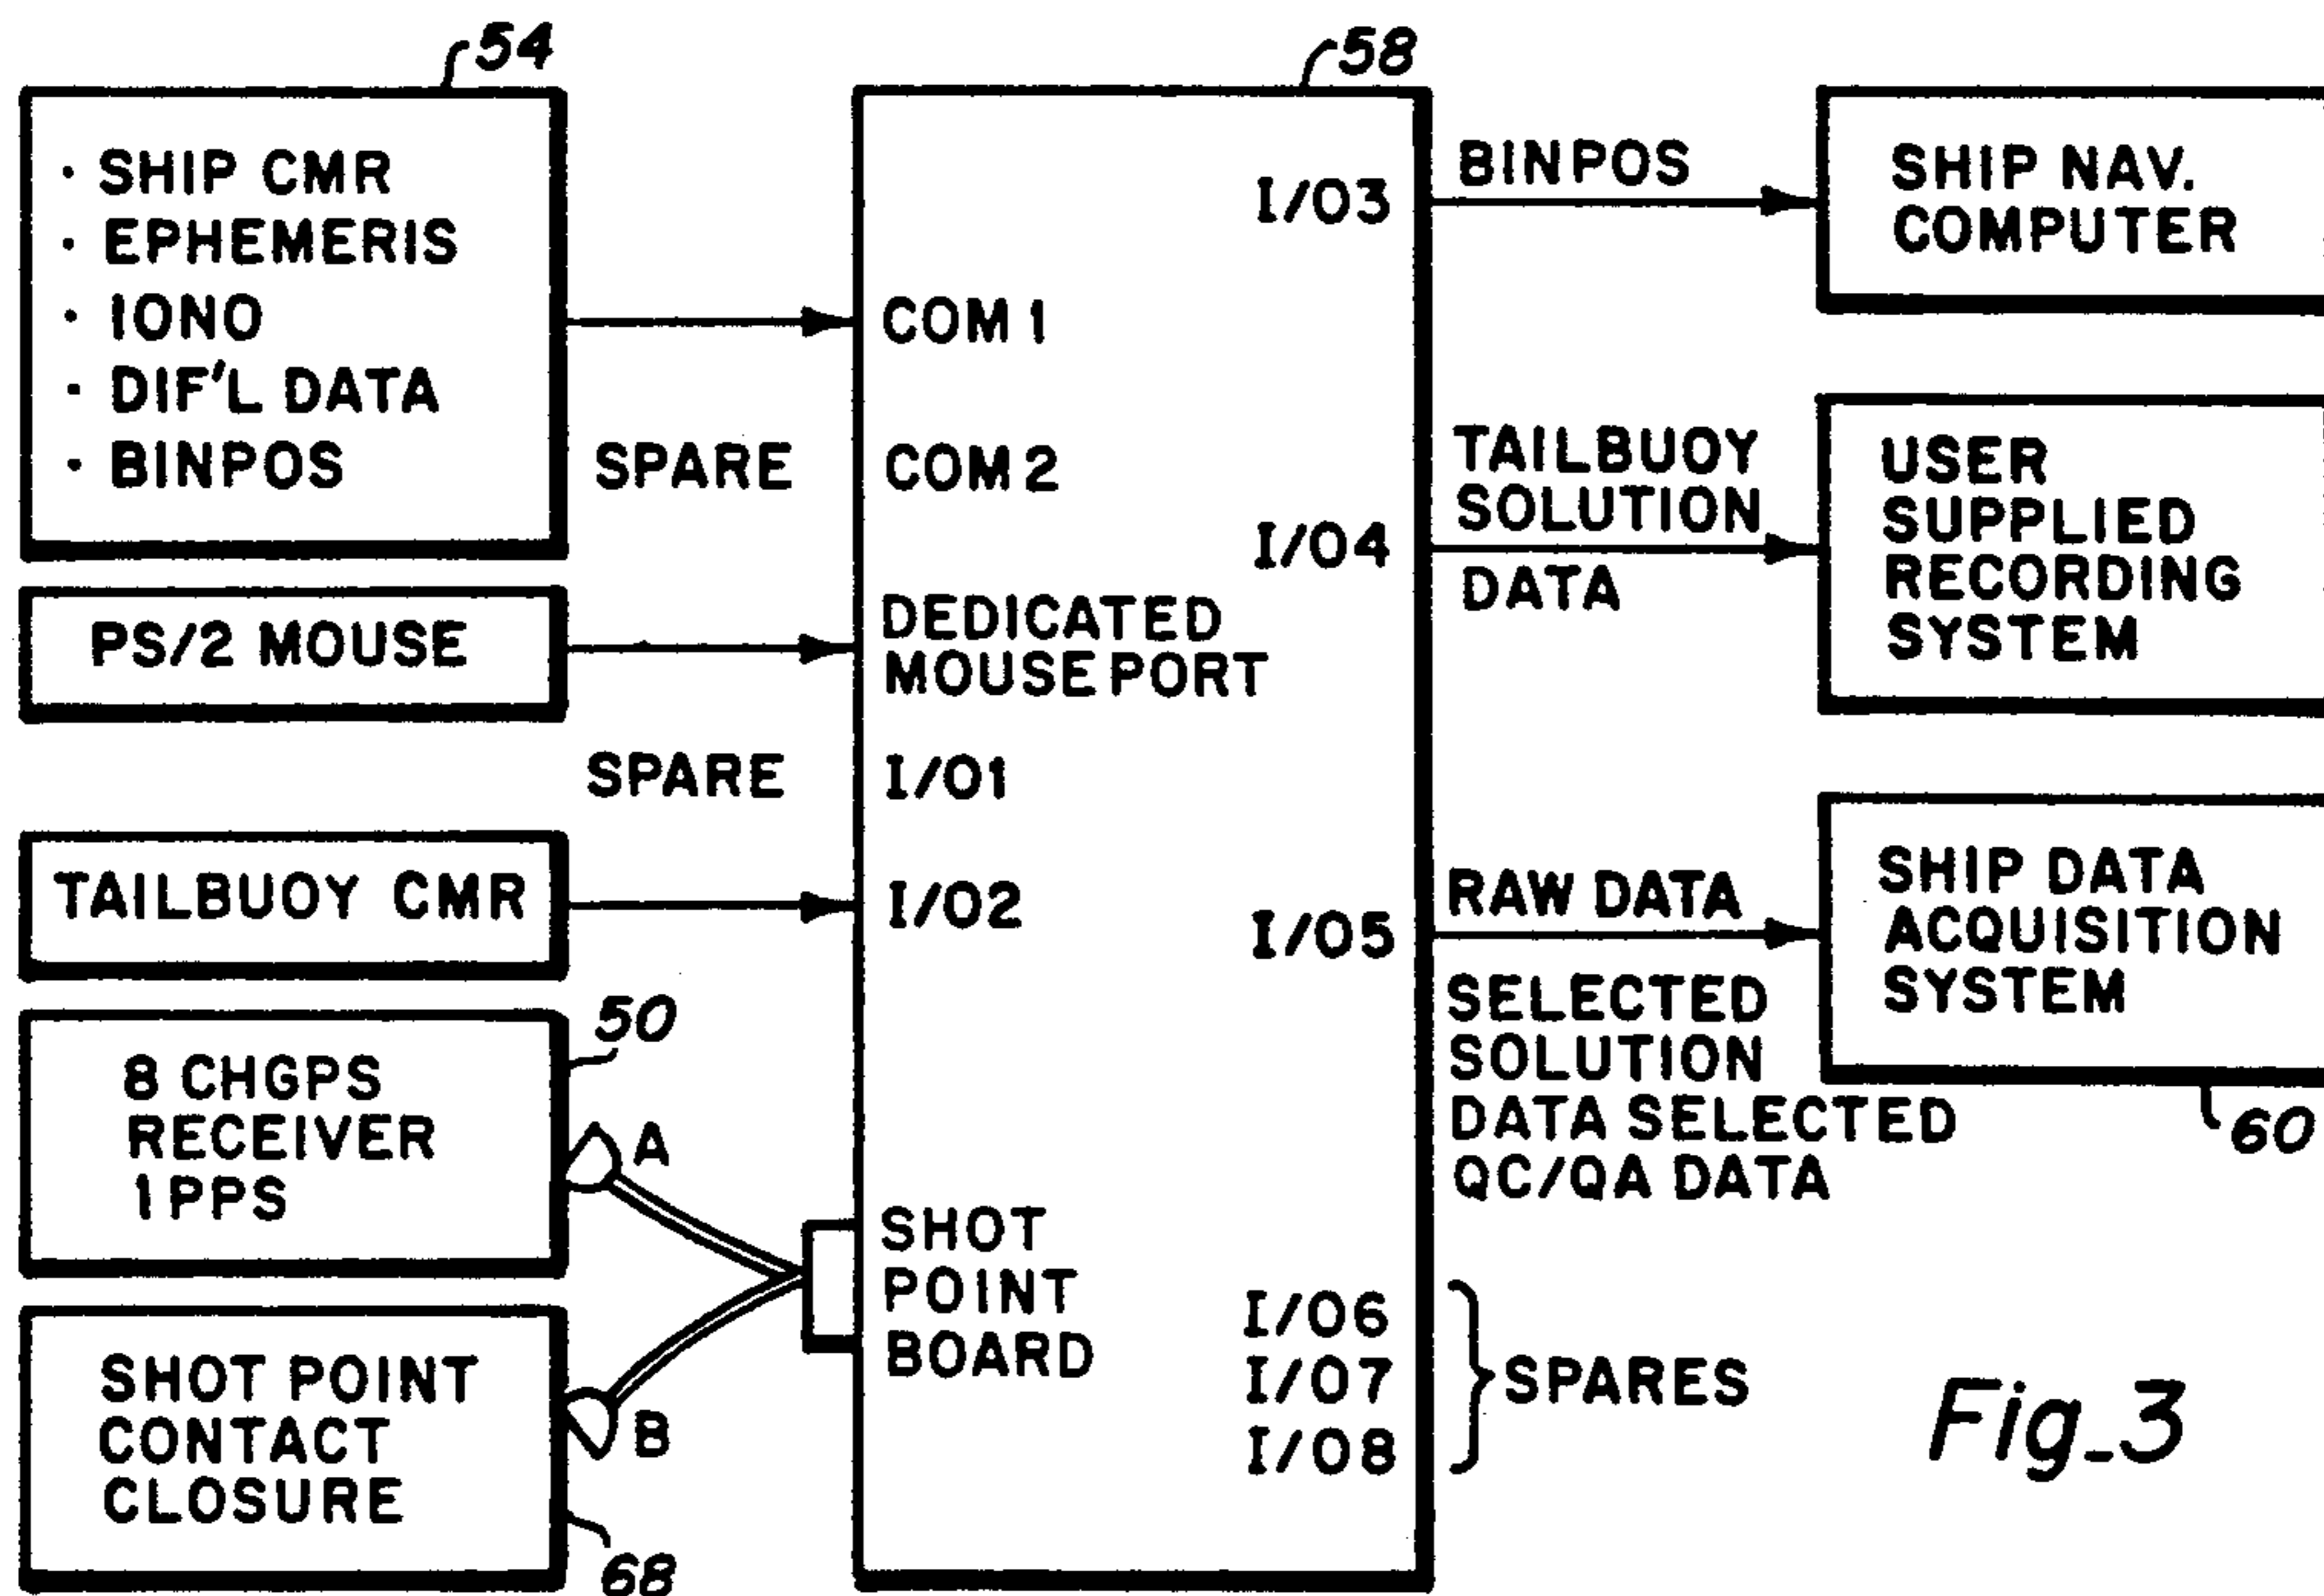 54
· SHIP CMR
· EPHEMERIS
· IONO
· DIF'L DATA
· BINPOS
PS/2 MOUSE
TAILBUOY CMR
8 CHGPS
RECEIVER
1 PPS
50
A
SHOT POINT
CONTACT
CLOSURE
B
68
58
COM 1
SPARE COM 2
DEDICATED
MOUSE PORT
SPARE I/O1
I/O2
SHOT
POINT
BOARD
I/O3
I/O4
I/O5
I/O6
I/O7
I/O8
SPARES
BINPOS
TAILBUOY
SOLUTION
DATA
RAW DATA
SELECTED
SOLUTION
DATA SELECTED
QC/QA DATA
SHIP NAV.
COMPUTER
USER
SUPPLIED
RECORDING
SYSTEM
SHIP DATA
ACQUISITION
SYSTEM
60
Fig_3